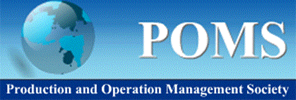 POMS
Production and Operation Management Society